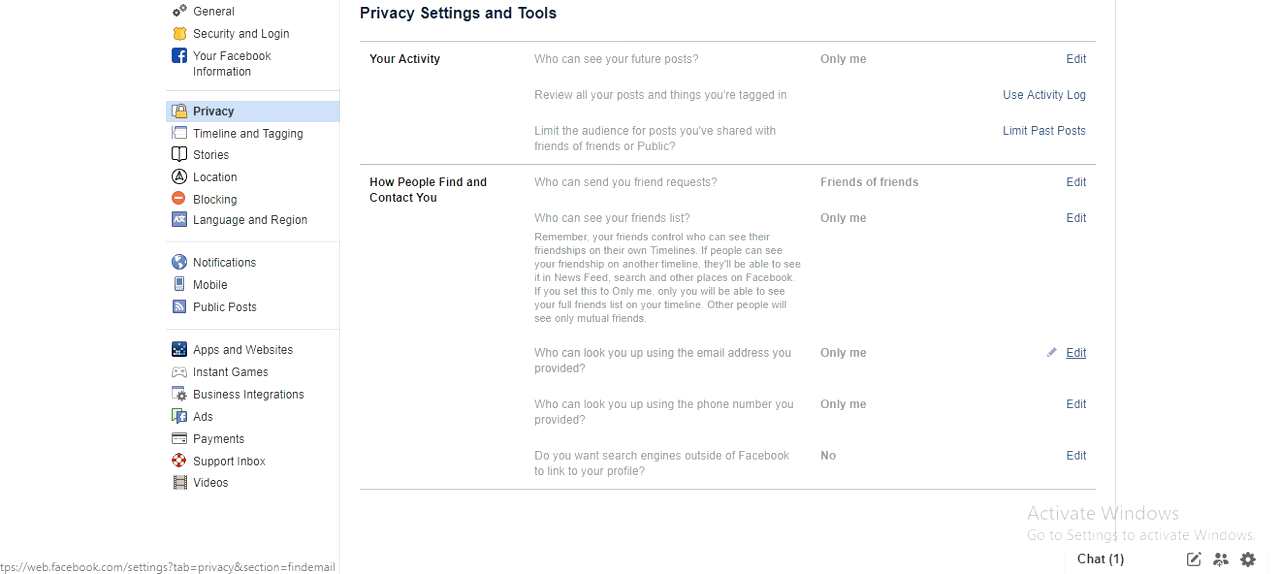 General
Security and Login
Your Facebook
Information
Privacy
Timeline and Tagging
Stories
Location
Blocking
Language and Region
Notifications
Mobile
Public Posts
Apps and Websites
Instant Games
Business Integrations
Ads
Payments
Support Inbox
Videos
Privacy Settings and Tools
Your Activity
Who can see your future posts?
Only me
Edit
Review all your posts and things you're tagged in
Use Activity Log
Limit the audience for posts you've shared with
friends of friends or Public?
Limit Past Posts
How People Find and
Contact You
Who can send you friend requests?
Friends of friends
Edit
Who can see your friends list?
Only me
Edit
Remember, your friends control who can see their
friendships on their own Timelines. If people can see
your friendship on another timeline, they'll be able to see
it in News Feed, search and other places on Facebook.
If you set this to Only me, only you will be able to see
your full friends list on your timeline. Other people will
see only mutual friends.
Who can look you up using the email address you
provided?
Only me
Edit
Who can look you up using the phone number you
provided?
Only me
Edit
Do you want search engines outside of Facebook
to link to your profile?
No
Edit
Activate Windows
Go to Settings to activate Windows.
Chat (1)
tps://web.facebook.com/settings?tab=privacy&section=findemail